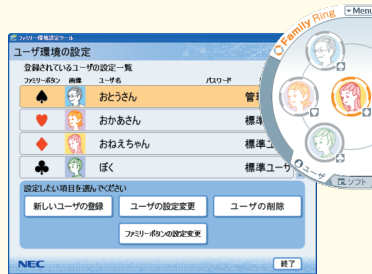 ファミリー環境設定ツール
ユーザ環境の設定
登録されているユーザの設定一覧
ファミリーボタン 画像 ユーザ名 パスワード
おとうさん 管理
おかあさん 標準
おねえちゃん 標準ユ
ぼく 標準ユーザ
設定したい項目を選んでください
新しいユーザの登録 ユーザの設定変更 ユーザの削除
ファミリーボタンの設定変更
NEC 終了
Family Ring
Menu
ユーザ
ソフト